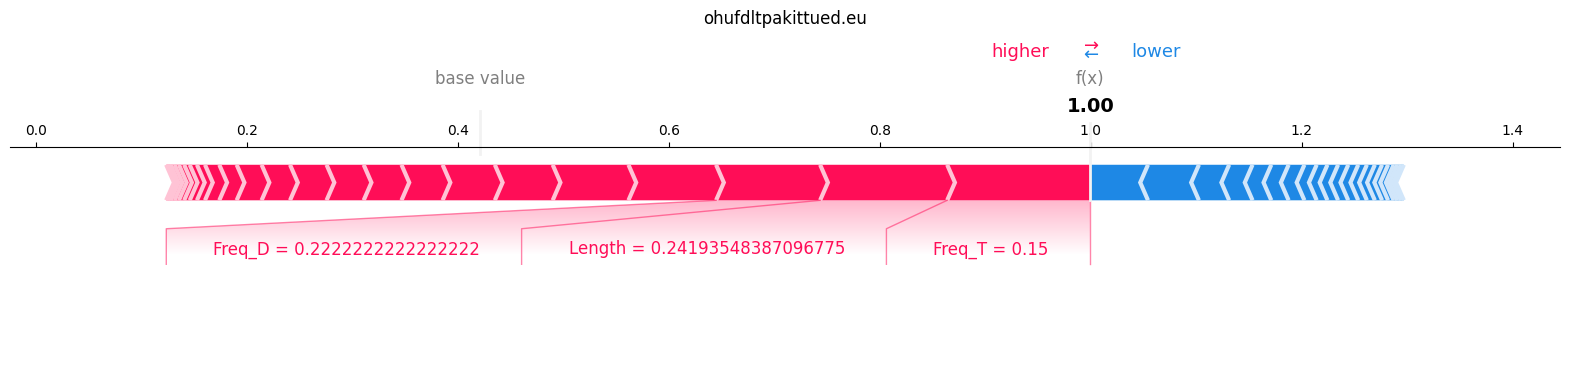 ohufdltpakittued.eu
higher ⇄ lower
base value f(x)
1.00
0.0 0.2 0.4 0.6 0.8 1.0 1.2 1.4
Freq_D = 0.2222222222222222 Length = 0.24193548387096775 Freq_T = 0.15